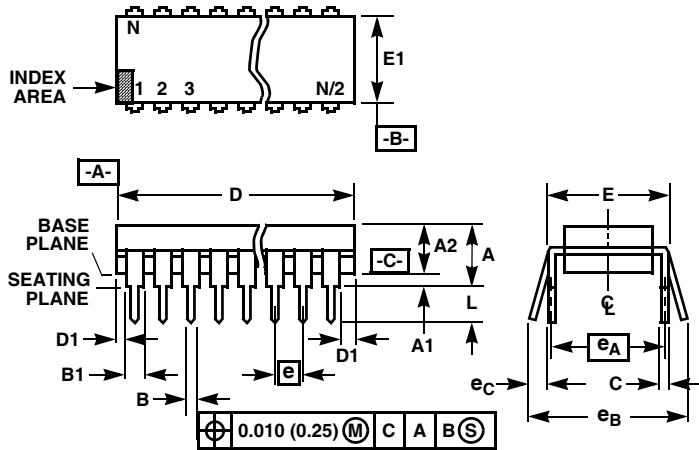 N
E1
INDEX
AREA
1 2 3 N/2
-B-
-A-
D
E
BASE
PLANE
A2
A
-C-
SEATING
PLANE
L
C
L
D1
A1
D1
B1
e
eA
B
eC
C
eB
0.010 (0.25) M C A B S